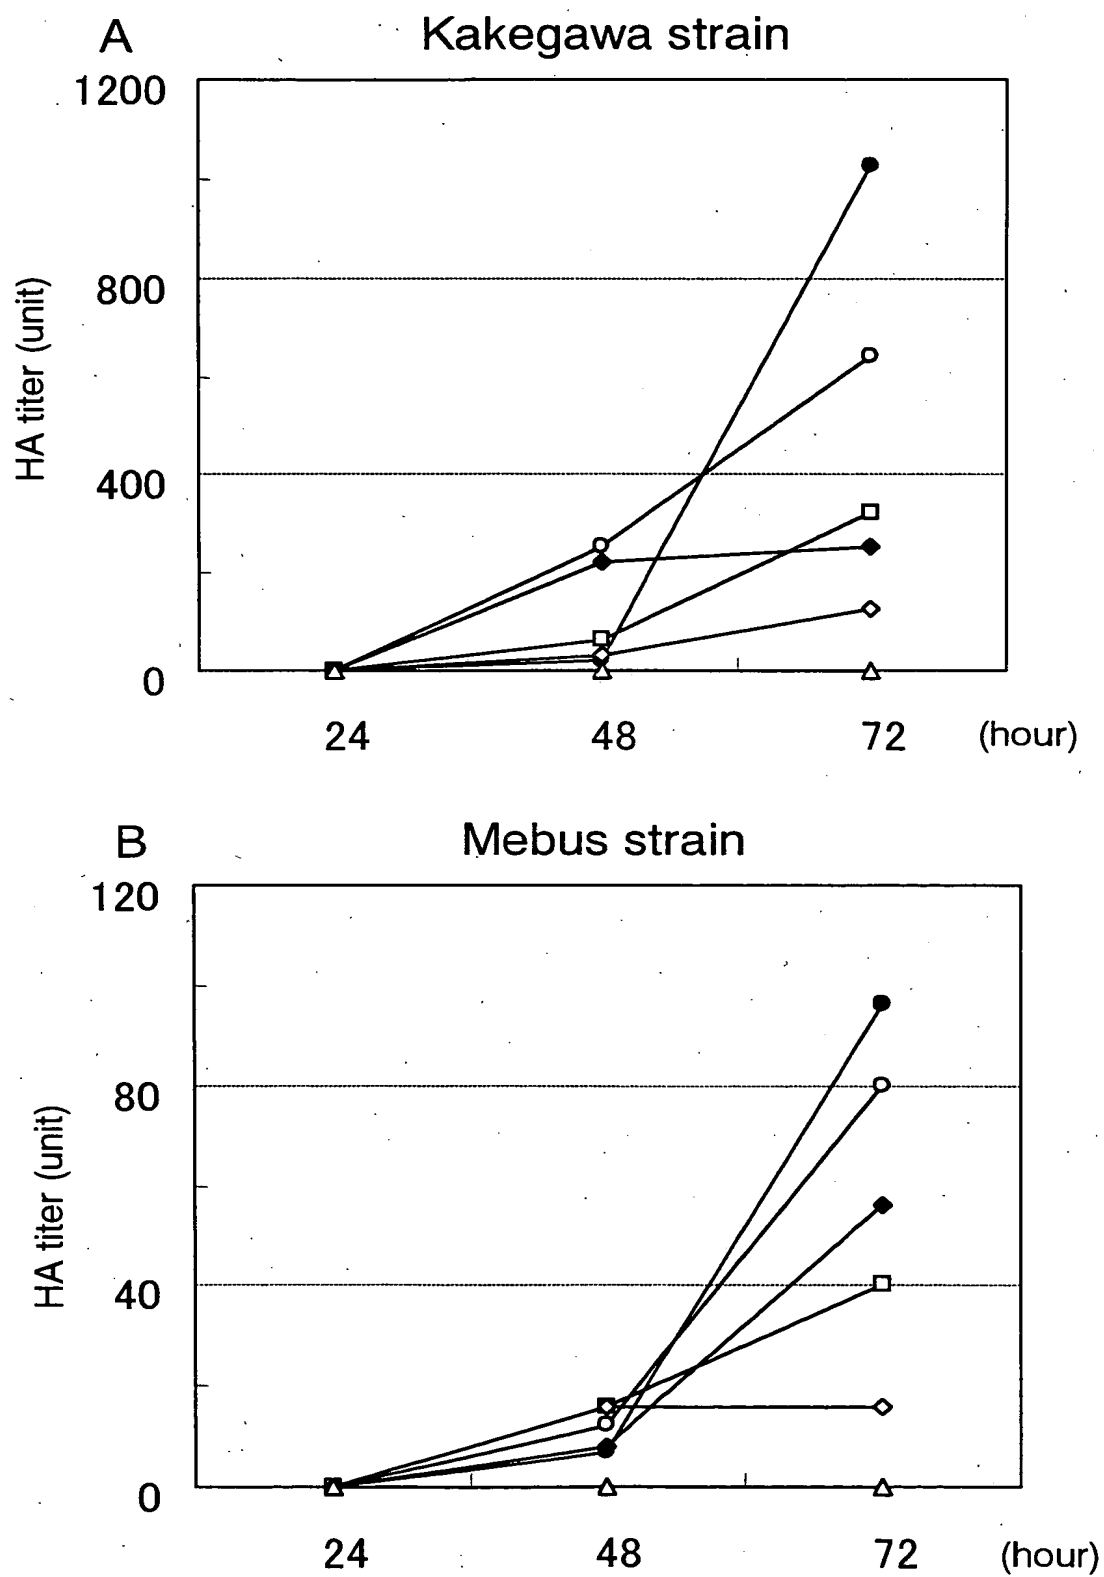 A
Kakegawa strain
1200
800
400
0
HA titer (unit)
24 48 72 (hour)
B
Mebus strain
120
80
40
0
HA titer (unit)
24 48 72 (hour)